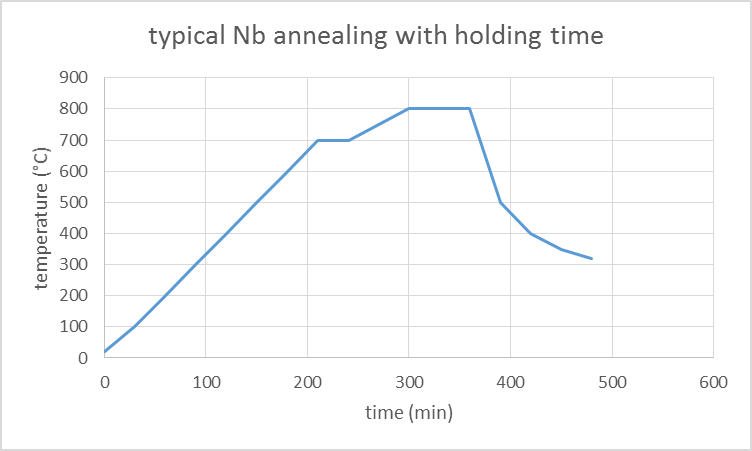 typical Nb annealing with holding time
900
800
700
600
500
400
300
200
100
0
temperature (˚C)
0 100 200 300 400 500 600
time (min)